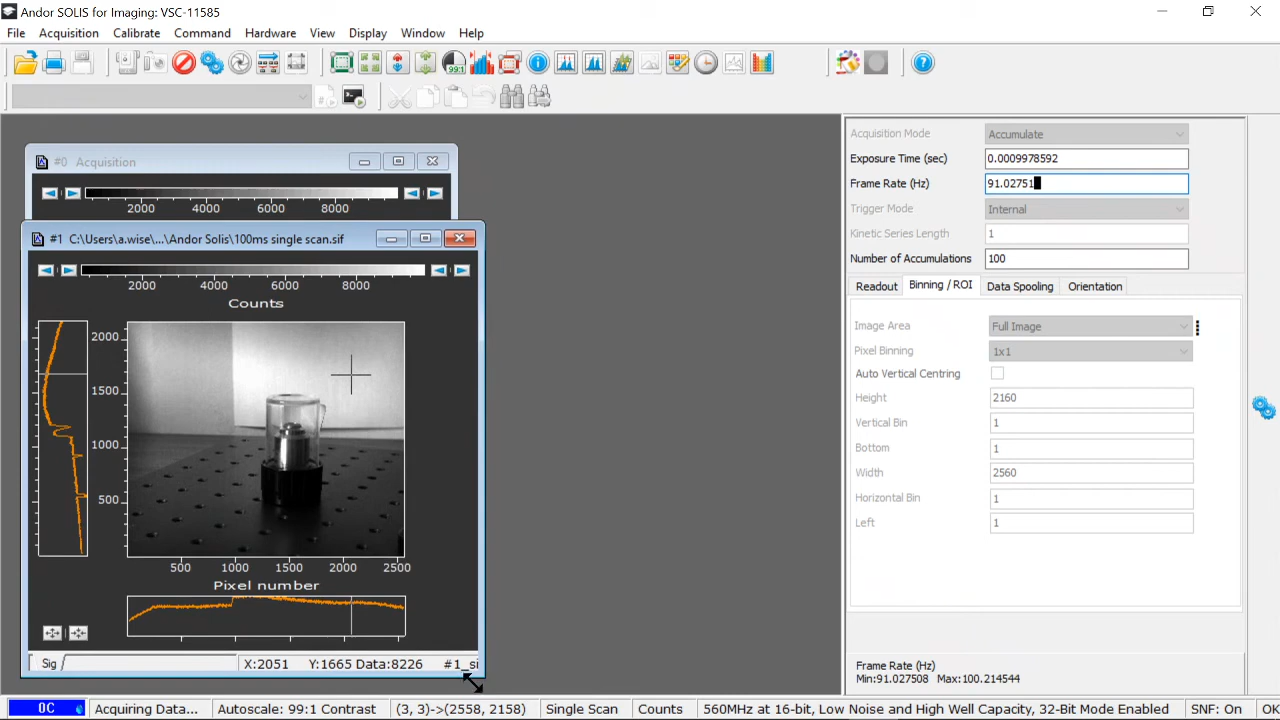 Andor SOLIS for Imaging: VSC-11585
File Acquisition Calibrate Command Hardware View Display Window Help
99:1
#0 Acquisition
2000 4000 6000 8000
#1 C:\Users\a.wise\...\Andor Solis\100ms single scan.sif
2000 4000 6000 8000
Counts
2000
1500
1000
500
500 1000 1500 2000 2500
Pixel number
Sig X:2051 Y:1665 Data:8226 #1_si
Acquisition Mode Accumulate
Exposure Time (sec) 0.0009978592
Frame Rate (Hz) 91.02751
Trigger Mode Internal
Kinetic Series Length 1
Number of Accumulations 100
Readout Binning / ROI Data Spooling Orientation
Image Area Full Image
Pixel Binning 1x1
Auto Vertical Centring
Height 2160
Vertical Bin 1
Bottom 1
Width 2560
Horizontal Bin 1
Left 1
Frame Rate (Hz)
Min:91.027508 Max:100.214544
0C Acquiring Data... Autoscale: 99:1 Contrast (3, 3)->(2558, 2158) Single Scan Counts 560MHz at 16-bit, Low Noise and High Well Capacity, 32-Bit Mode Enabled SNF: On OK